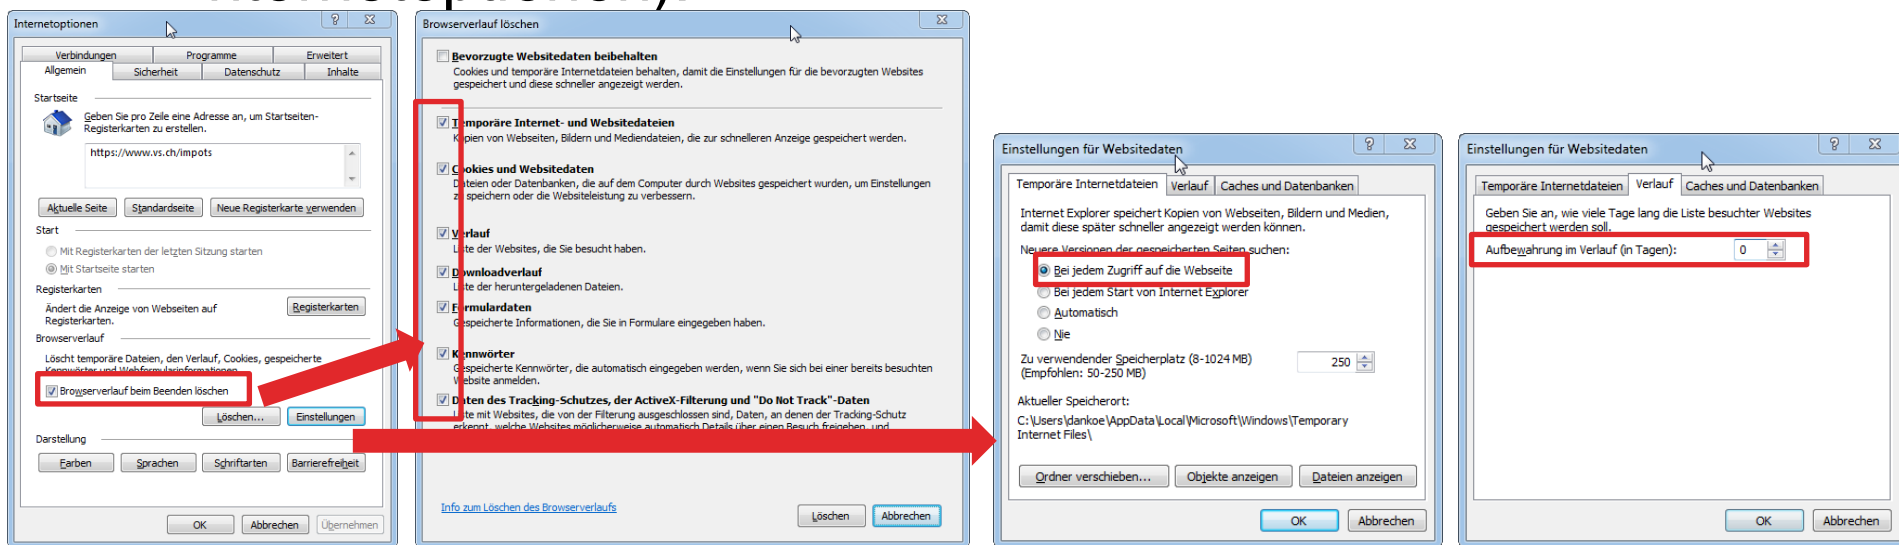 Internetoptionen
Verbindungen Programme Erweitert
Allgemein Sicherheit Datenschutz Inhalte
Startseite
Geben Sie pro Zeile eine Adresse an, um Startseiten-
Registerkarten zu erstellen.
https://www.vs.ch/impots
Aktuelle Seite Standardseite Neue Registerkarte verwenden
Start
Mit Registerkarten der letzten Sitzung starten
Mit Startseite starten
Registerkarten
Ändert die Anzeige von Webseiten auf
Registerkarten.
Registerkarten
Browserverlauf
Löscht temporäre Dateien, den Verlauf, Cookies, gespeicherte
Kennwörter und Webformularinformationen.
Browserverlauf beim Beenden löschen
Löschen... Einstellungen
Darstellung
Farben Sprachen Schriftarten Barrierefreiheit
OK Abbrechen Übernehmen
Browserverlauf löschen
Bevorzugte Websitedaten beibehalten
Cookies und temporäre Internetdateien behalten, damit die Einstellungen für die bevorzugten Websites
gespeichert und diese schneller angezeigt werden.
Temporäre Internet- und Websitedateien
Kopien von Webseiten, Bildern und Mediendateien, die zur schnelleren Anzeige gespeichert werden.
Cookies und Websitedaten
Dateien oder Datenbanken, die auf dem Computer durch Websites gespeichert wurden, um Einstellungen
zu speichern oder die Websiteleistung zu verbessern.
Verlauf
Liste der Websites, die Sie besucht haben.
Downloadverlauf
Liste der heruntergeladenen Dateien.
Formulardaten
Gespeicherte Informationen, die Sie in Formulare eingegeben haben.
Kennwörter
Gespeicherte Kennwörter, die automatisch eingegeben werden, wenn Sie sich bei einer bereits besuchten
Website anmelden.
Daten des Tracking-Schutzes, der ActiveX-Filterung und "Do Not Track"-Daten
Liste mit Websites, die von der Filterung ausgeschlossen sind, Daten, an denen der Tracking-Schutz
erkennt, welche Websites möglicherweise automatisch Details über einen Besuch freigeben, und
Info zum Löschen des Browserverlaufs
Löschen Abbrechen
Einstellungen für Websitedaten
Temporäre Internetdateien Verlauf Caches und Datenbanken
Internet Explorer speichert Kopien von Webseiten, Bildern und Medien,
damit diese später schneller angezeigt werden können.
Neuere Versionen der gespeicherten Seiten suchen:
Bei jedem Zugriff auf die Webseite
Bei jedem Start von Internet Explorer
Automatisch
Nie
Zu verwendender Speicherplatz (8-1024 MB) 250
(Empfohlen: 50-250 MB)
Aktueller Speicherort:
C:\Users\dankoe\AppData\Local\Microsoft\Windows\Temporary
Internet Files\
Ordner verschieben... Objekte anzeigen Dateien anzeigen
OK Abbrechen
Einstellungen für Websitedaten
Temporäre Internetdateien Verlauf Caches und Datenbanken
Geben Sie an, wie viele Tage lang die Liste besuchter Websites
gespeichert werden soll.
Aufbewahrung im Verlauf (in Tagen): 0
OK Abbrechen